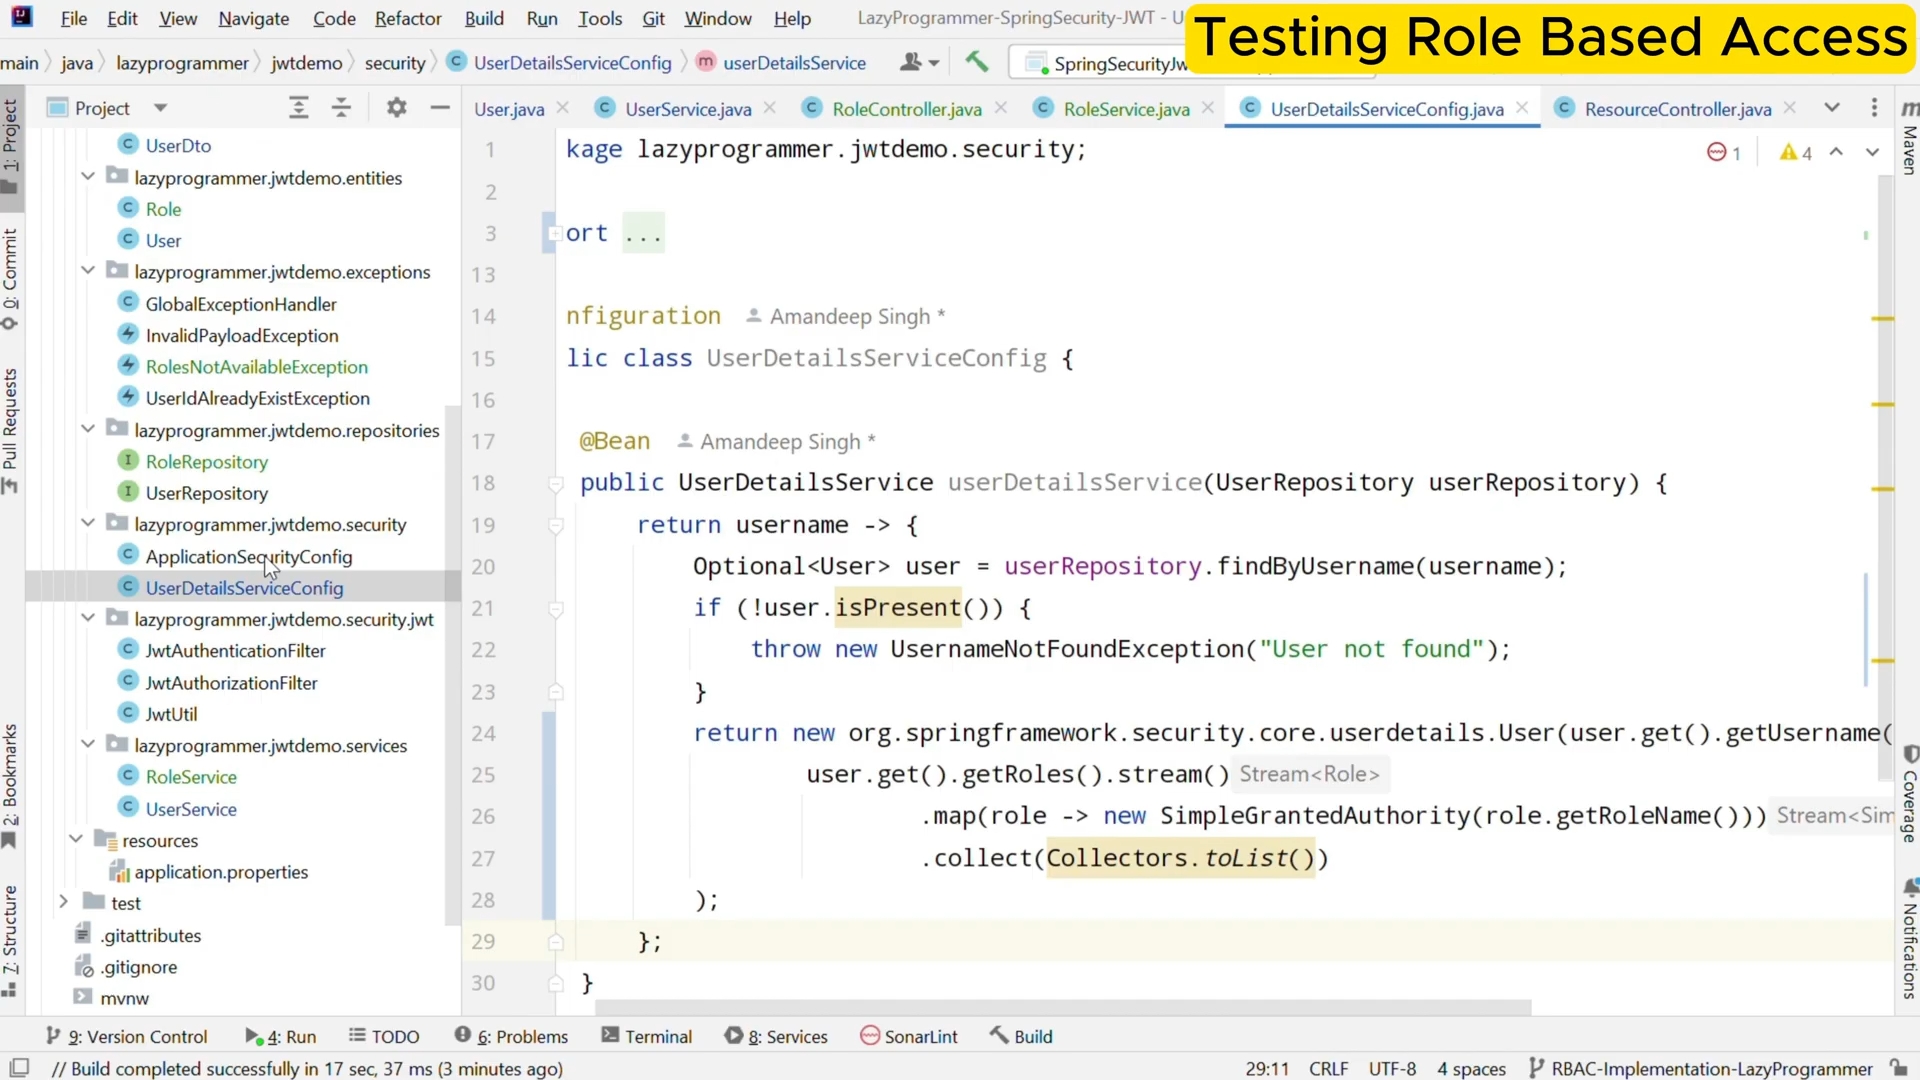 File Edit View Navigate Code Refactor Build Run Tools Git Window Help LazyProgrammer-SpringSecurity-JWT -
Testing Role Based Access
main java lazyprogrammer jwtdemo security UserDetailsServiceConfig m userDetailsService
Project
User.java UserService.java RoleController.java RoleService.java UserDetailsServiceConfig.java ResourceController.java
1: Project
0: Commit
Pull Requests
2: Bookmarks
7: Structure
UserDto
lazyprogrammer.jwtdemo.entities
Role
User
lazyprogrammer.jwtdemo.exceptions
GlobalExceptionHandler
InvalidPayloadException
RolesNotAvailableException
UserIdAlreadyExistException
lazyprogrammer.jwtdemo.repositories
RoleRepository
UserRepository
lazyprogrammer.jwtdemo.security
ApplicationSecurityConfig
UserDetailsServiceConfig
lazyprogrammer.jwtdemo.security.jwt
JwtAuthenticationFilter
JwtAuthorizationFilter
JwtUtil
lazyprogrammer.jwtdemo.services
RoleService
UserService
resources
application.properties
test
.gitattributes
.gitignore
mvnw
1 kage lazyprogrammer.jwtdemo.security;
1 4
2
3 ort ...
13
14 nfiguration Amandeep Singh *
15 lic class UserDetailsServiceConfig {
16
17 @Bean Amandeep Singh *
18 public UserDetailsService userDetailsService(UserRepository userRepository) {
19 return username -> {
20 Optional<User> user = userRepository.findByUsername(username);
21 if (!user.isPresent()) {
22 throw new UsernameNotFoundException("User not found");
23 }
24 return new org.springframework.security.core.userdetails.User(user.get().getUsername(
25 user.get().getRoles().stream() Stream<Role>
26 .map(role -> new SimpleGrantedAuthority(role.getRoleName())) Stream<Sim
27 .collect(Collectors.toList())
28 );
29 };
30 }
Maven
Coverage
Notifications
9: Version Control 4: Run TODO 6: Problems Terminal 8: Services SonarLint Build
// Build completed successfully in 17 sec, 37 ms (3 minutes ago) 29:11 CRLF UTF-8 4 spaces RBAC-Implementation-LazyProgrammer